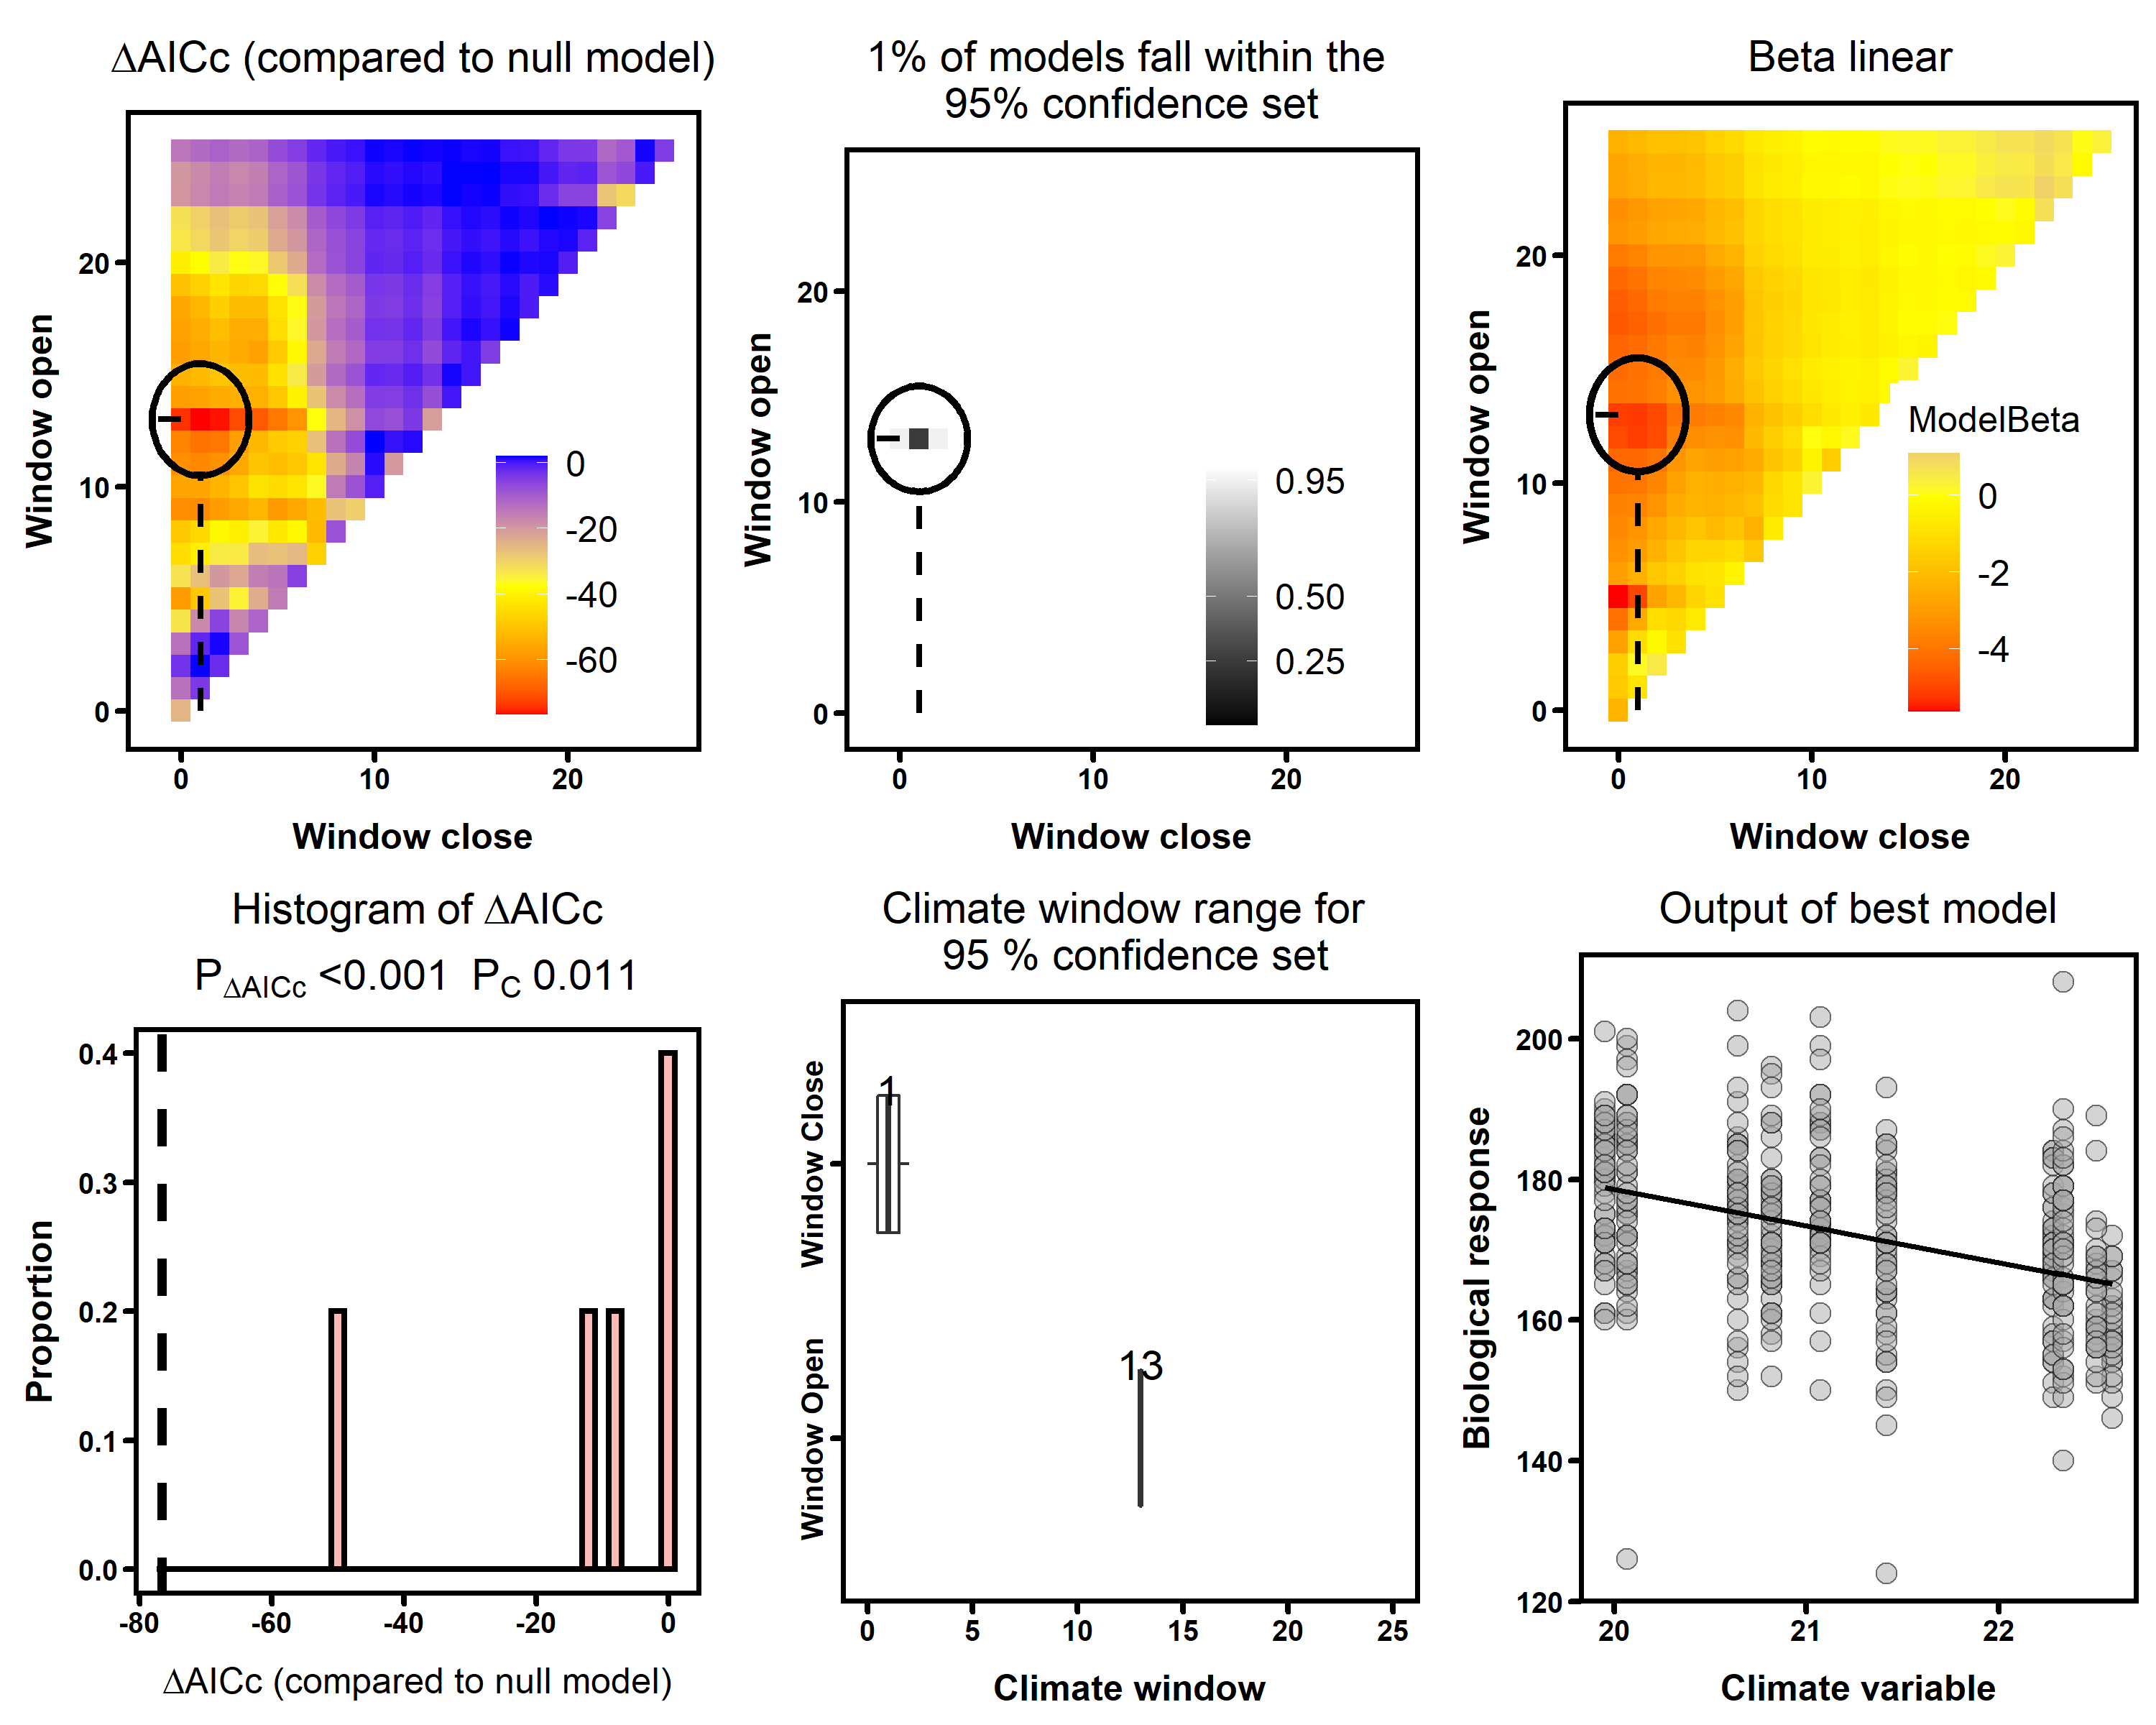 ΔAICc (compared to null model)
Window open
20
10
0
0
-20
-40
-60
0
10
20
Window close
1% of models fall within the
95% confidence set
Window open
20
10
0
0.95
0.50
0.25
0
10
20
Window close
Beta linear
Window open
20
10
0
ModelBeta
0
-2
-4
0
10
20
Window close
Histogram of ΔAICc
PΔAICc <0.001 PC 0.011
Proportion
0.4
0.3
0.2
0.1
0.0
-80
-60
-40
-20
0
ΔAICc (compared to null model)
Climate window range for
95 % confidence set
Window Close
Window Open
1
13
0
5
10
15
20
25
Climate window
Output of best model
Biological response
200
180
160
140
120
20
21
22
Climate variable